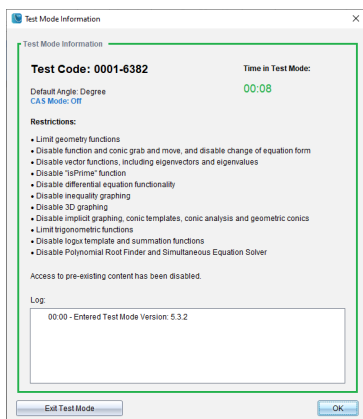 Test Mode Information
Test Mode Information
Test Code: 0001-6382
Time in Test Mode:
00:08
Default Angle: Degree
CAS Mode: Off
Restrictions:
• Limit geometry functions
• Disable function and conic grab and move, and disable change of equation form
• Disable vector functions, including eigenvectors and eigenvalues
• Disable "isPrime" function
• Disable differential equation functionality
• Disable inequality graphing
• Disable 3D graphing
• Disable implicit graphing, conic templates, conic analysis and geometric conics
• Limit trigonometric functions
• Disable logbx template and summation functions
• Disable Polynomial Root Finder and Simultaneous Equation Solver
Access to pre-existing content has been disabled.
Log:
00:00 - Entered Test Mode Version: 5.3.2
Exit Test Mode
OK